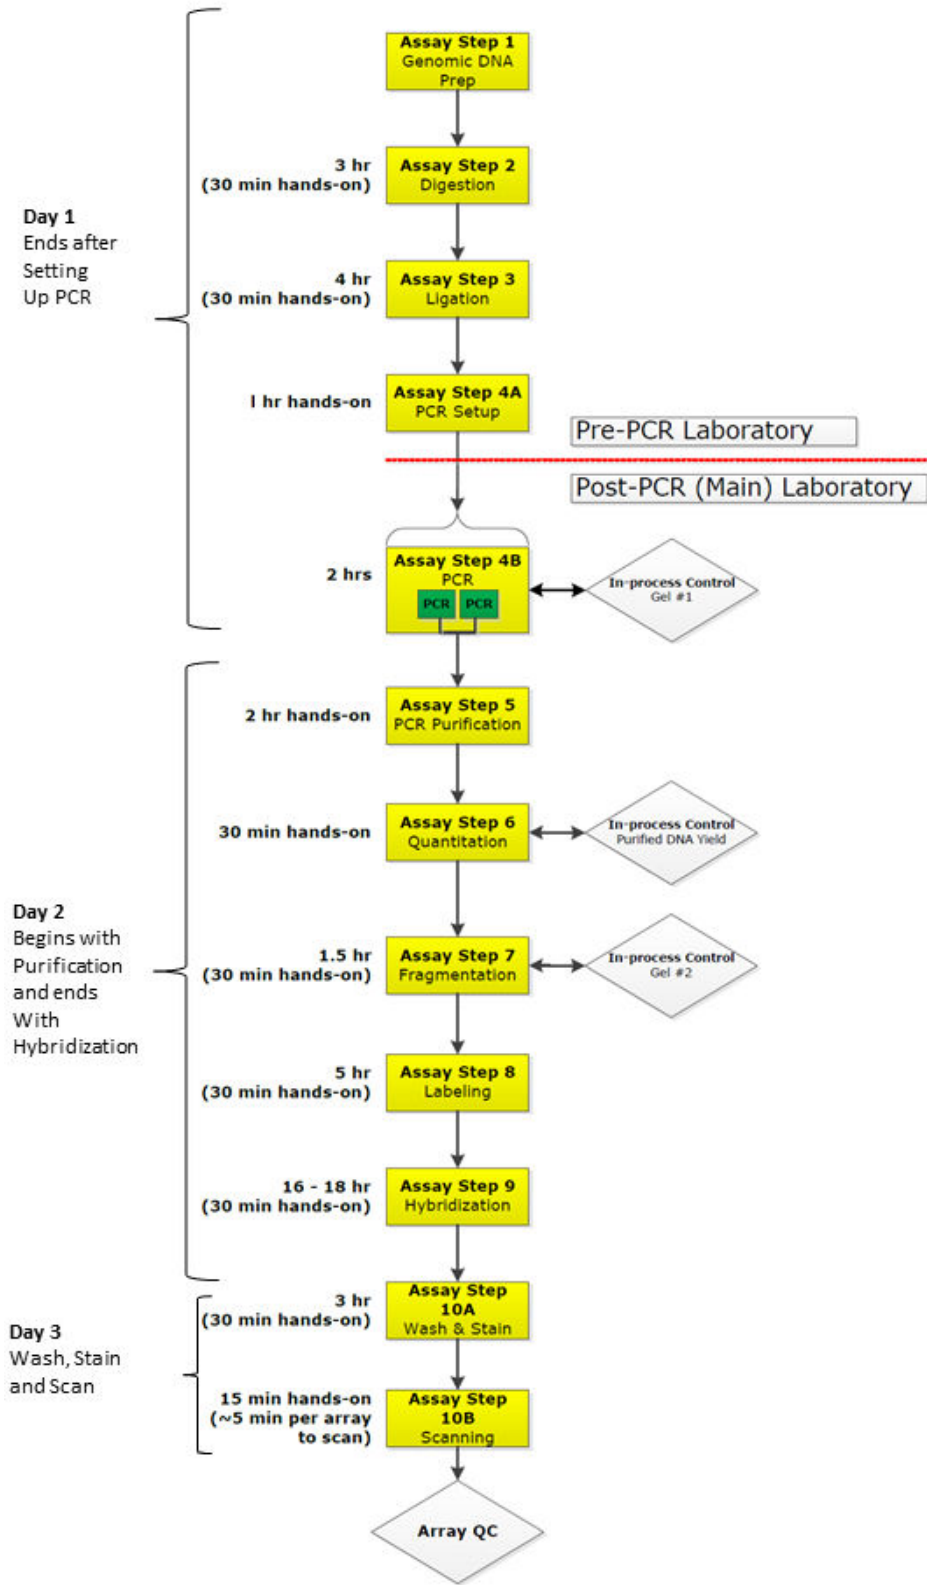 Assay Step 1
Genomic DNA
Prep
3 hr
(30 min hands-on)
Assay Step 2
Digestion
Day 1
Ends after
Setting
Up PCR
4 hr
(30 min hands-on)
Assay Step 3
Ligation
l hr hands-on
Assay Step 4A
PCR Setup
Pre-PCR Laboratory
Post-PCR (Main) Laboratory
2 hrs
Assay Step 4B
PCR
PCR PCR
In-process Control
Gel #1
2 hr hands-on
Assay Step 5
PCR Purification
30 min hands-on
Assay Step 6
Quantitation
In-process Control
Purified DNA Yield
Day 2
Begins with
Purification
and ends
With
Hybridization
1.5 hr
(30 min hands-on)
Assay Step 7
Fragmentation
In-process Control
Gel #2
5 hr
(30 min hands-on)
Assay Step 8
Labeling
16 - 18 hr
(30 min hands-on)
Assay Step 9
Hybridization
Day 3
Wash, Stain
and Scan
3 hr
(30 min hands-on)
Assay Step
10A
Wash & Stain
15 min hands-on
(~5 min per array
to scan)
Assay Step
10B
Scanning
Array QC